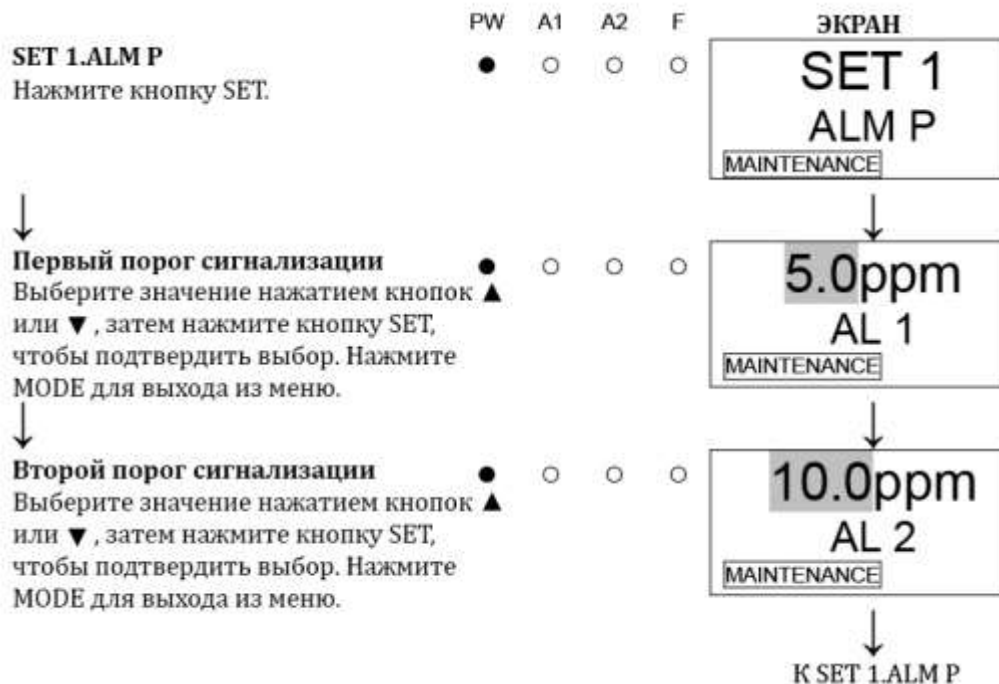 PW A1 A2 F ЭКРАН
SET 1.ALM P
Нажмите кнопку SET.
SET 1
ALM P
MAINTENANCE
Первый порог сигнализации
Выберите значение нажатием кнопок ▲
или ▼ , затем нажмите кнопку SET,
чтобы подтвердить выбор. Нажмите
MODE для выхода из меню.
5.0ppm
AL 1
MAINTENANCE
Второй порог сигнализации
Выберите значение нажатием кнопок ▲
или ▼ , затем нажмите кнопку SET,
чтобы подтвердить выбор. Нажмите
MODE для выхода из меню.
10.0ppm
AL 2
MAINTENANCE
К SET 1.ALM P